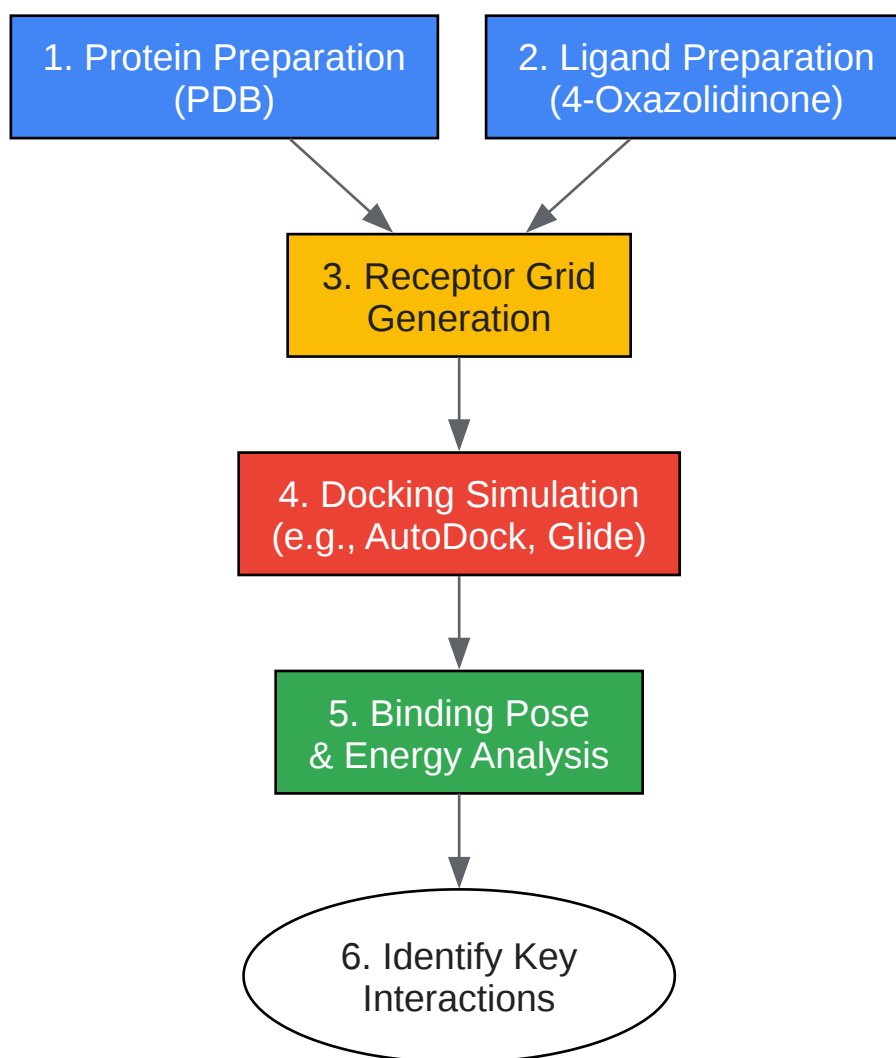 1. Protein Preparation
(PDB)
2. Ligand Preparation
(4-Oxazolidinone)
3. Receptor Grid
Generation
4. Docking Simulation
(e.g., AutoDock, Glide)
5. Binding Pose
& Energy Analysis
6. Identify Key
Interactions